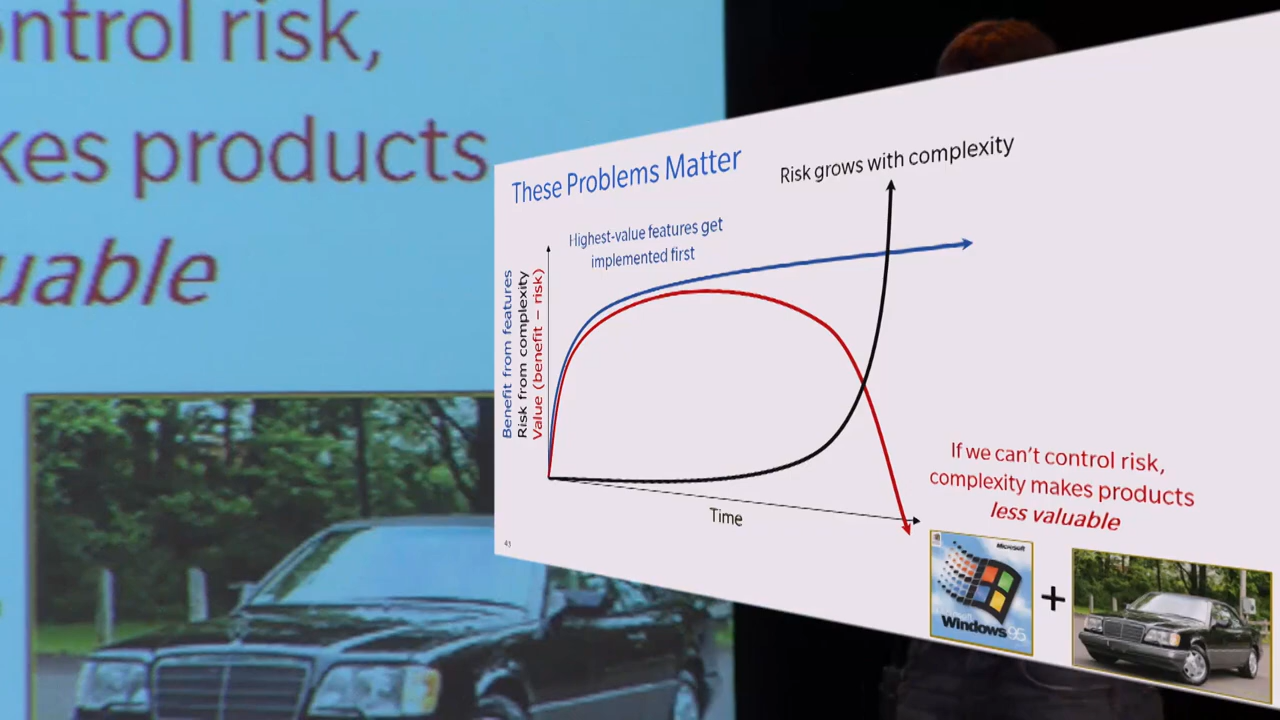 ntrol risk,
kes products
uable
These Problems Matter
Risk grows with complexity
Highest-value features get
implemented first
Benefit from features
Risk from complexity
Value (benefit – risk)
Time
If we can't control risk,
complexity makes products
less valuable
43
Microsoft
Windows 95
+